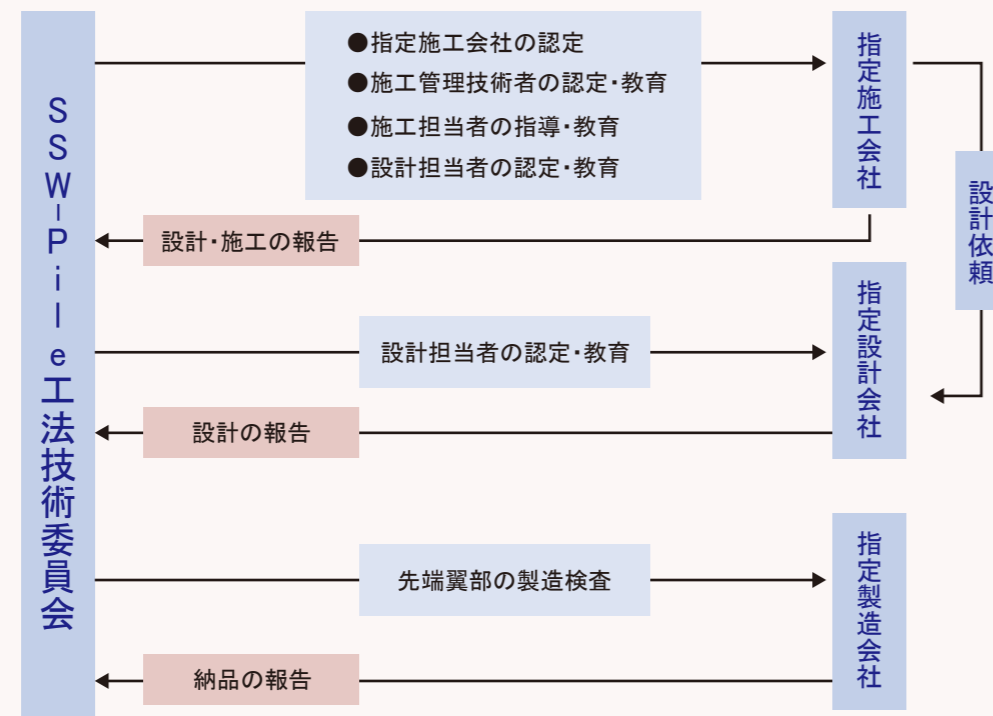 SSW-Pile工法技術委員会
●指定施工会社の認定
●施工管理技術者の認定・教育
●施工担当者の指導・教育
●設計担当者の認定・教育
指定施工会社
設計依頼
設計・施工の報告
設計担当者の認定・教育
指定設計会社
設計の報告
先端翼部の製造検査
指定製造会社
納品の報告